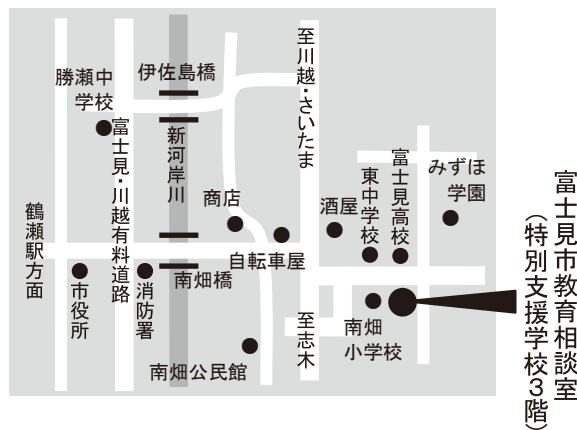 伊佐島橋
勝瀬中
学校
至川越・さいたま
新河岸川
富士見・川越有料道路
商店
酒屋
東中学校
富士見高校
みずほ
学園
鶴瀬駅方面
自転車屋
市役所
消防署
南畑橋
至志木
南畑
小学校
南畑公民館
富士見市教育相談室
(特別支援学校3階)